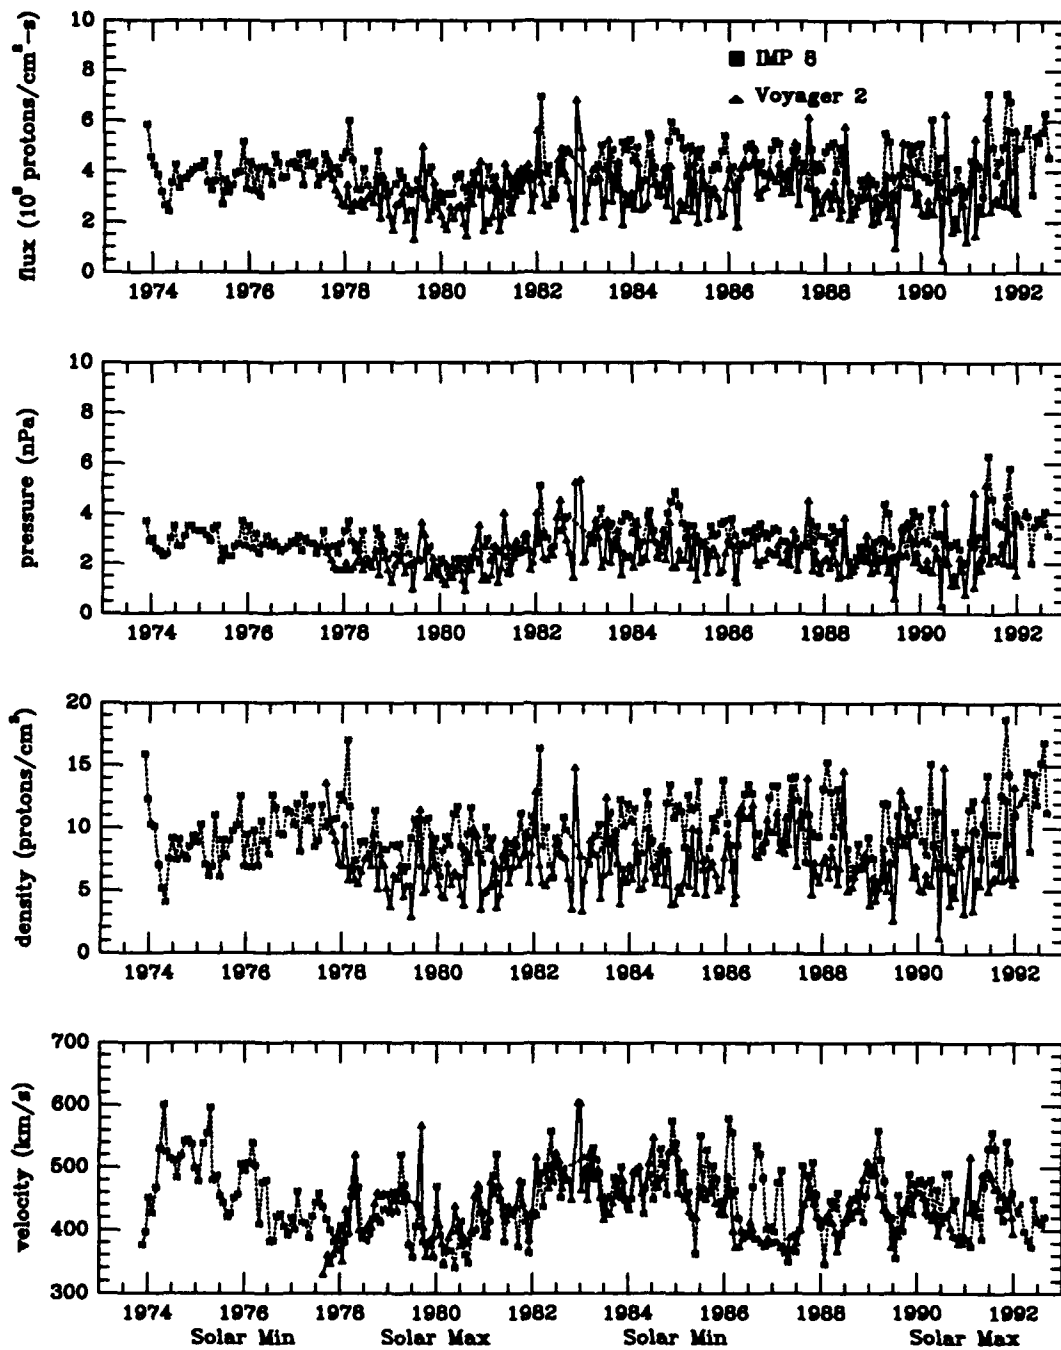 flux (10⁸ protons/cm²-s)
10
8
6
4
2
0
■ IMP 8
▲ Voyager 2
1974 1976 1978 1980 1982 1984 1986 1988 1990 1992
pressure (nPa)
10
8
6
4
2
0
1974 1976 1978 1980 1982 1984 1986 1988 1990 1992
density (protons/cm³)
20
15
10
5
0
1974 1976 1978 1980 1982 1984 1986 1988 1990 1992
velocity (km/s)
700
600
500
400
300
1974 1976 1978 1980 1982 1984 1986 1988 1990 1992
Solar Min Solar Max Solar Min Solar Max